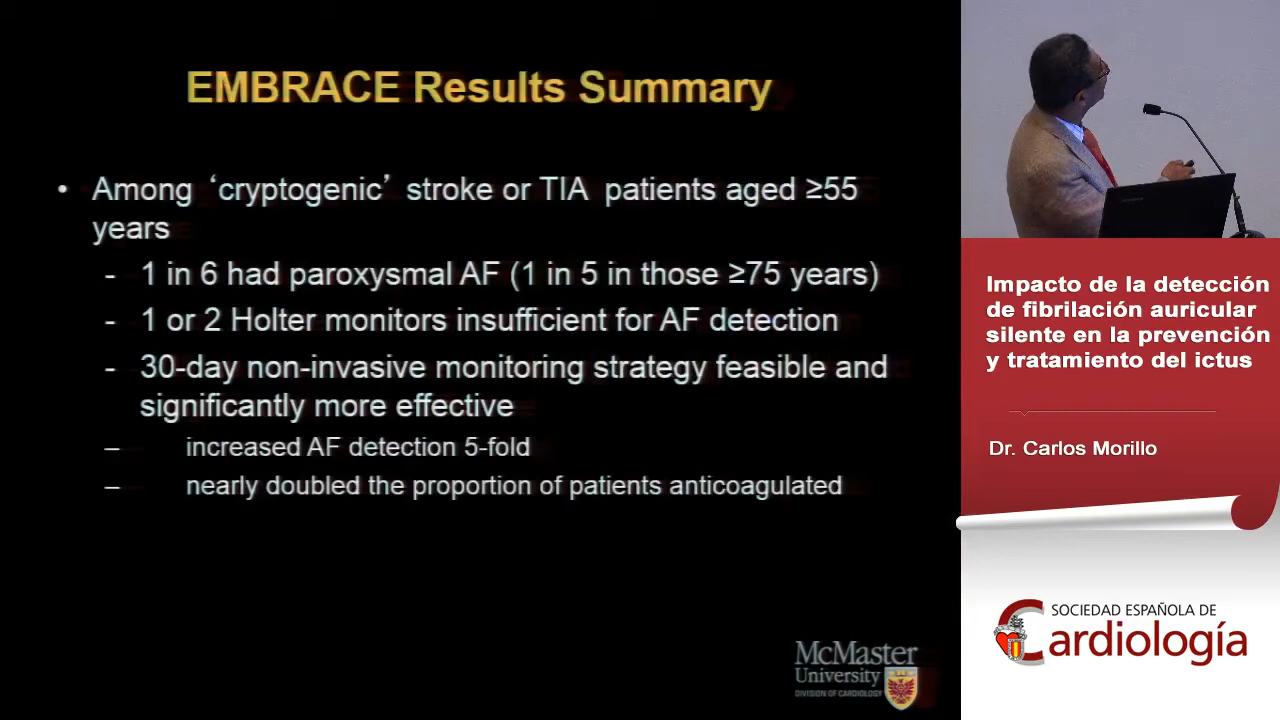 EMBRACE Results Summary
• Among ‘cryptogenic’ stroke or TIA patients aged ≥55
years
- 1 in 6 had paroxysmal AF (1 in 5 in those ≥75 years)
- 1 or 2 Holter monitors insufficient for AF detection
- 30-day non-invasive monitoring strategy feasible and
significantly more effective
– increased AF detection 5-fold
– nearly doubled the proportion of patients anticoagulated
McMaster
University
DIVISION OF CARDIOLOGY
Impacto de la detección
de fibrilación auricular
silente en la prevención
y tratamiento del ictus
Dr. Carlos Morillo
SOCIEDAD ESPAÑOLA DE
Cardiología